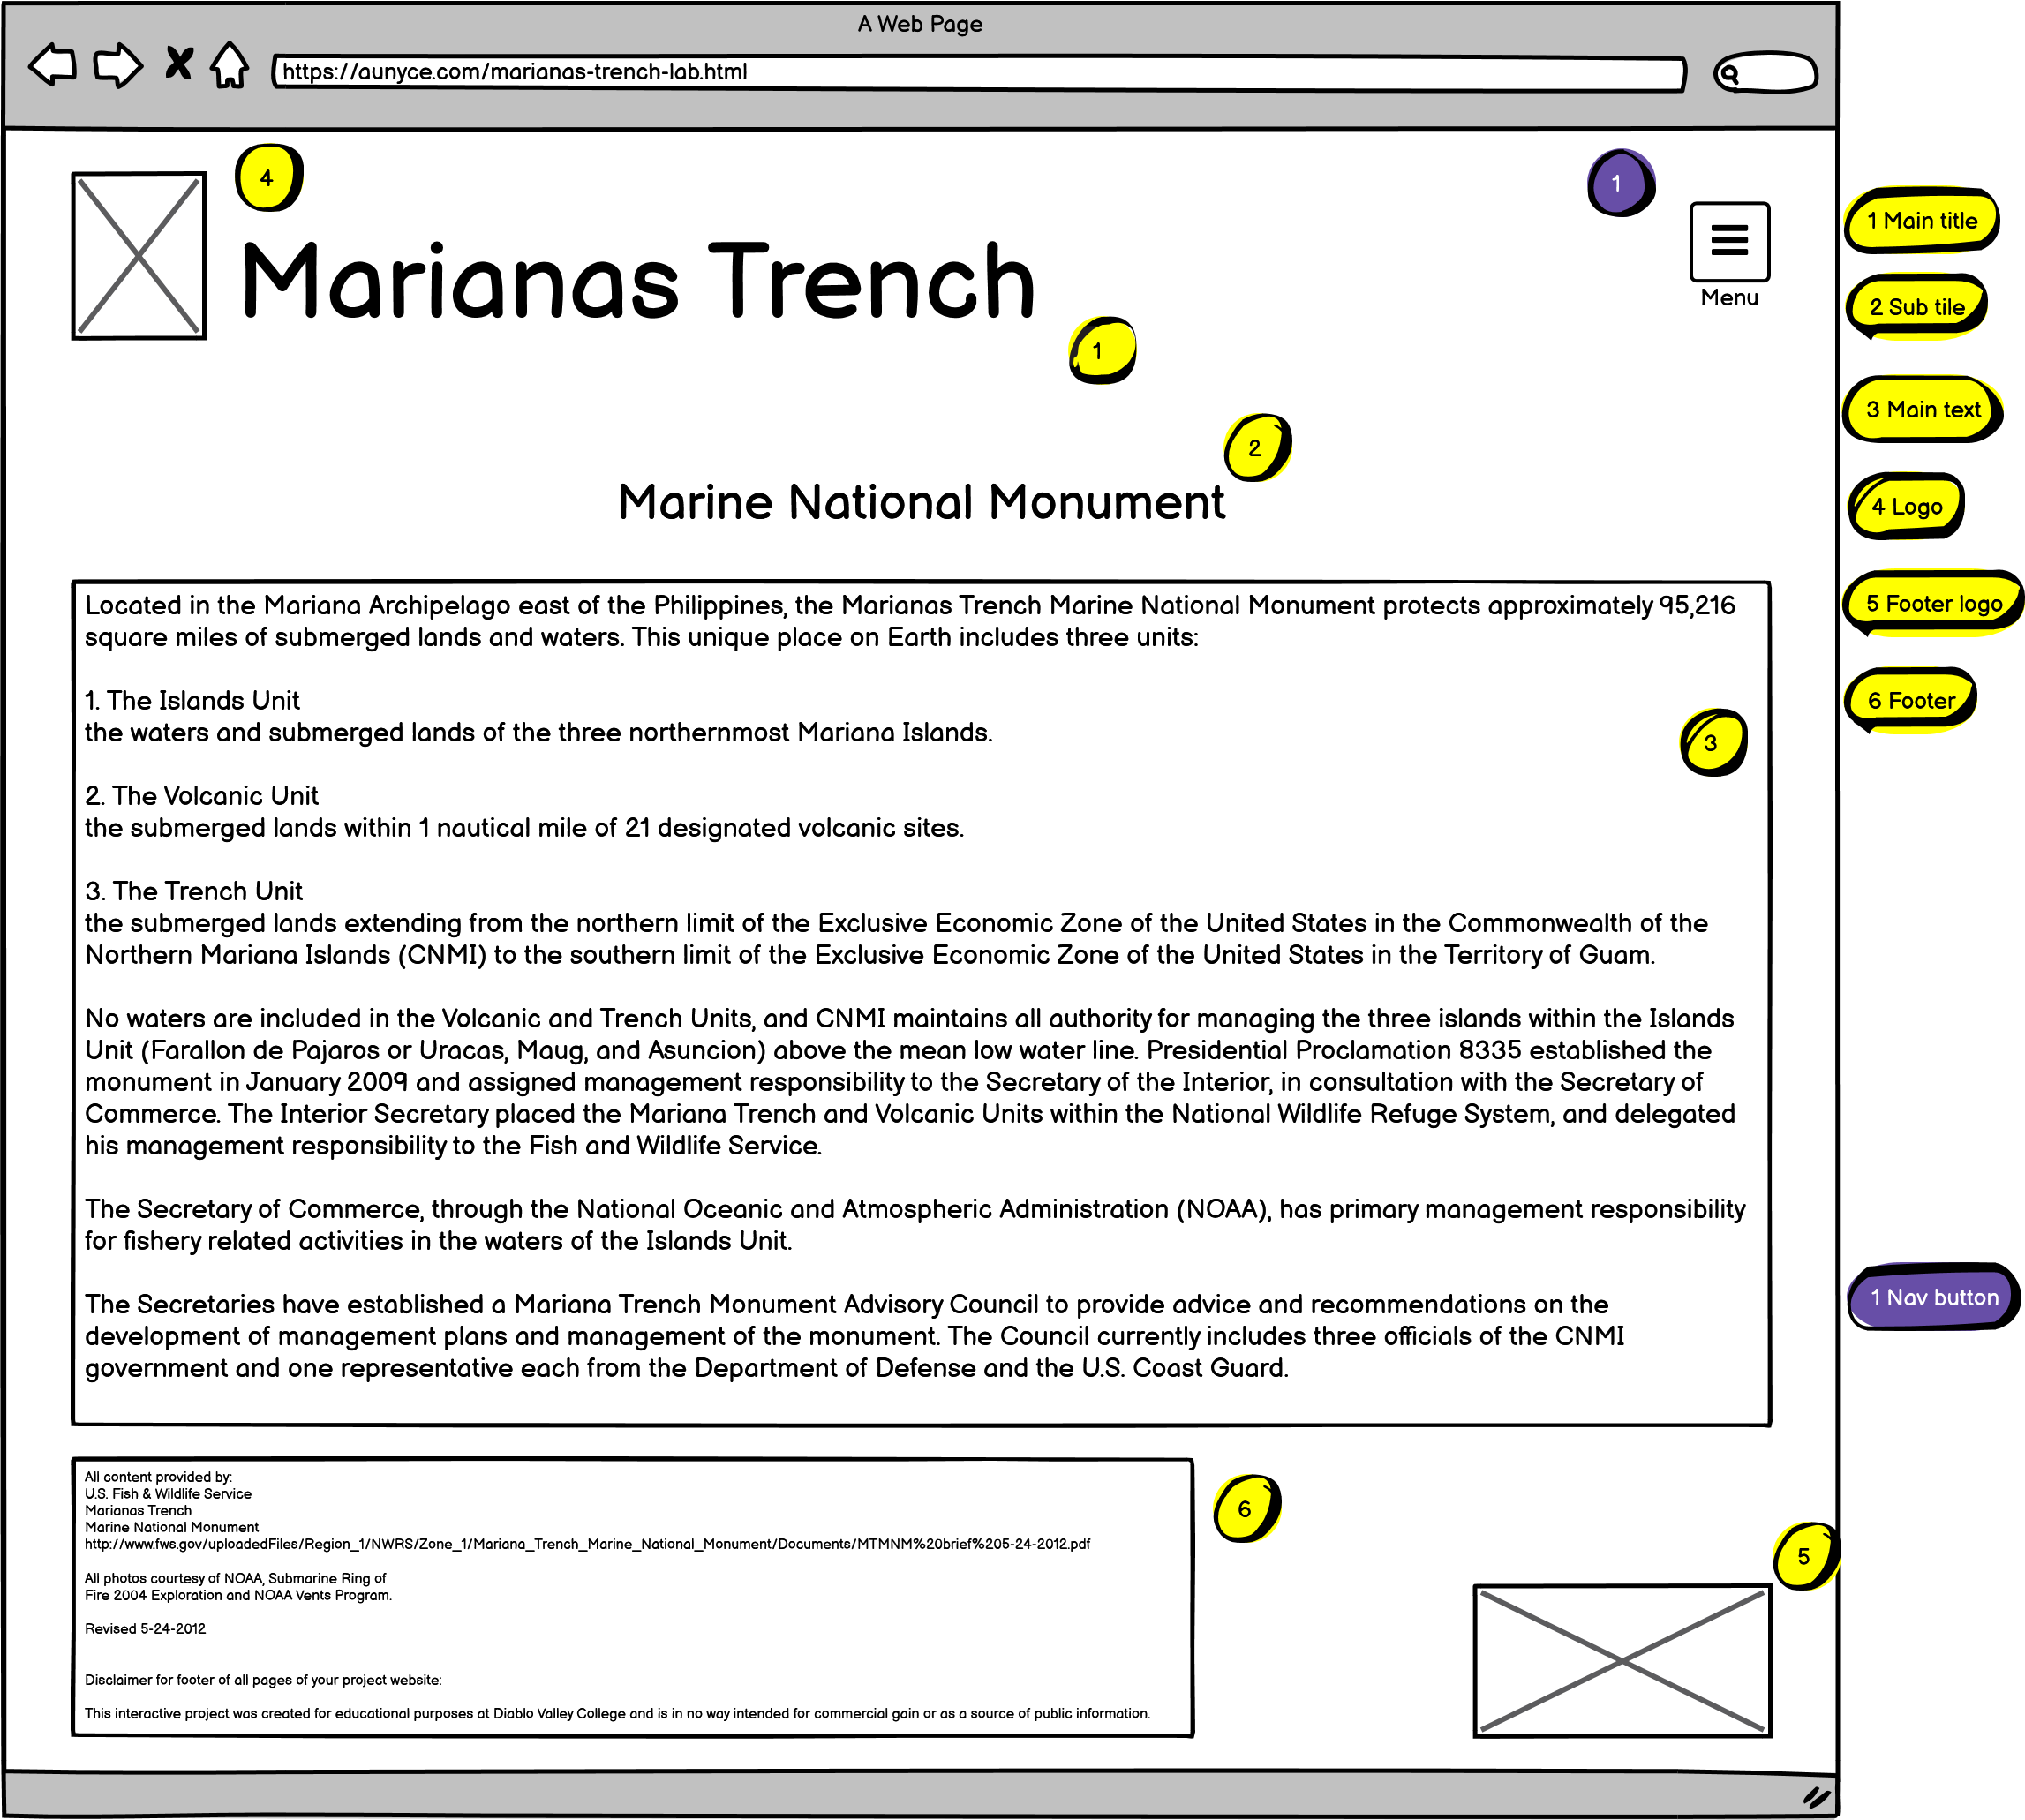 A Web Page
https://aunyce.com/marianas-trench-lab.html
4
1
Marianas Trench
Menu
1
2
Marine National Monument
Located in the Mariana Archipelago east of the Philippines, the Marianas Trench Marine National Monument protects approximately 95,216
square miles of submerged lands and waters. This unique place on Earth includes three units:
1. The Islands Unit
the waters and submerged lands of the three northernmost Mariana Islands.
3
2. The Volcanic Unit
the submerged lands within 1 nautical mile of 21 designated volcanic sites.
3. The Trench Unit
the submerged lands extending from the northern limit of the Exclusive Economic Zone of the United States in the Commonwealth of the
Northern Mariana Islands (CNMI) to the southern limit of the Exclusive Economic Zone of the United States in the Territory of Guam.
No waters are included in the Volcanic and Trench Units, and CNMI maintains all authority for managing the three islands within the Islands
Unit (Farallon de Pajaros or Uracas, Maug, and Asuncion) above the mean low water line. Presidential Proclamation 8335 established the
monument in January 2009 and assigned management responsibility to the Secretary of the Interior, in consultation with the Secretary of
Commerce. The Interior Secretary placed the Mariana Trench and Volcanic Units within the National Wildlife Refuge System, and delegated
his management responsibility to the Fish and Wildlife Service.
The Secretary of Commerce, through the National Oceanic and Atmospheric Administration (NOAA), has primary management responsibility
for fishery related activities in the waters of the Islands Unit.
The Secretaries have established a Mariana Trench Monument Advisory Council to provide advice and recommendations on the
development of management plans and management of the monument. The Council currently includes three officials of the CNMI
government and one representative each from the Department of Defense and the U.S. Coast Guard.
All content provided by:
U.S. Fish & Wildlife Service
Marianas Trench
Marine National Monument
http://www.fws.gov/uploadedFiles/Region_1/NWRS/Zone_1/Mariana_Trench_Marine_National_Monument/Documents/MTMNM%20brief%205-24-2012.pdf
All photos courtesy of NOAA, Submarine Ring of
Fire 2004 Exploration and NOAA Vents Program.
Revised 5-24-2012
Disclaimer for footer of all pages of your project website:
This interactive project was created for educational purposes at Diablo Valley College and is in no way intended for commercial gain or as a source of public information.
6
5
1 Main title
2 Sub tile
3 Main text
4 Logo
5 Footer logo
6 Footer
1 Nav button